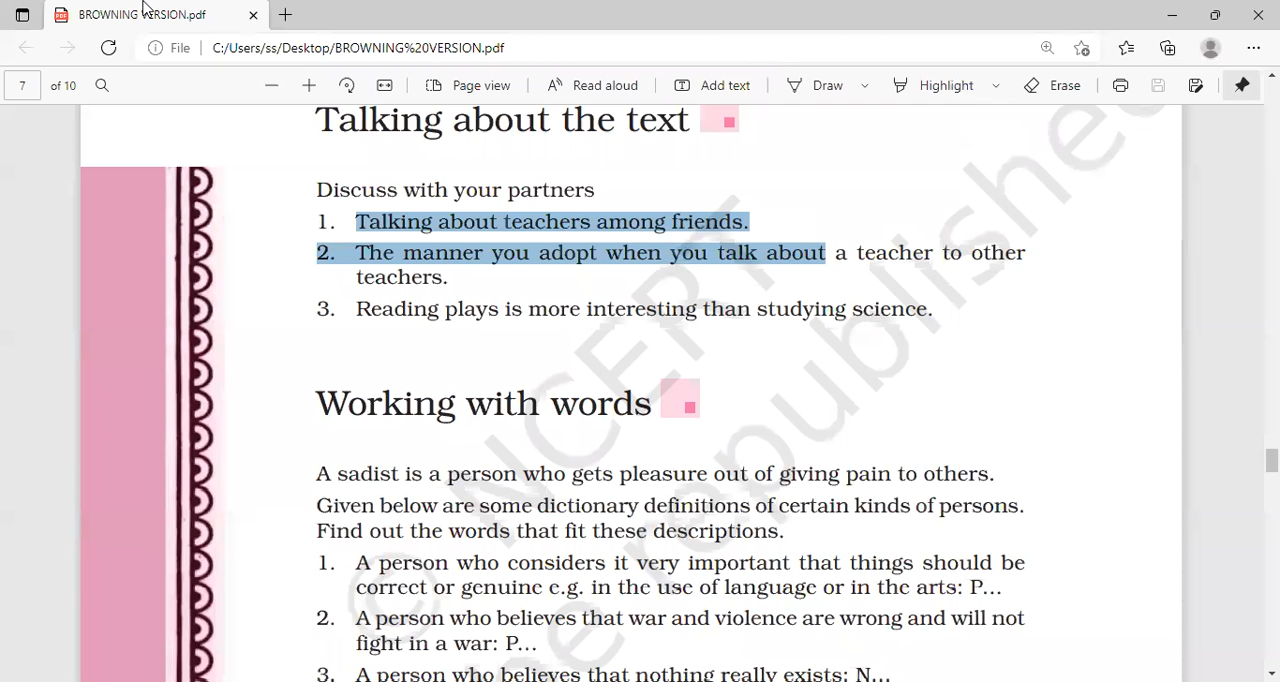 BROWNING VERSION.pdf
File C:/Users/ss/Desktop/BROWNING%20VERSION.pdf
7 of 10 Page view Read aloud Add text Draw Highlight Erase
Talking about the text
Discuss with your partners
1. Talking about teachers among friends.
2. The manner you adopt when you talk about a teacher to other
teachers.
3. Reading plays is more interesting than studying science.
Working with words
A sadist is a person who gets pleasure out of giving pain to others.
Given below are some dictionary definitions of certain kinds of persons.
Find out the words that fit these descriptions.
1. A person who considers it very important that things should be
correct or genuine e.g. in the use of language or in the arts: P...
2. A person who believes that war and violence are wrong and will not
fight in a war: P...
3. A person who believes that nothing really exists: N...
© NCERT
be republished